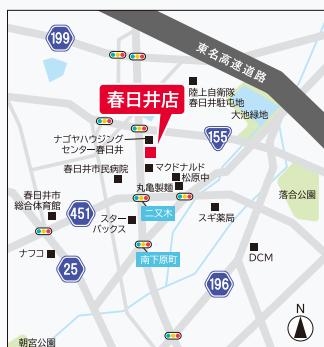 199
東名高速道路
陸上自衛隊
春日井駐屯地
大池緑地
春日井店
155
ナゴヤハウジング
センター春日井
マクドナルド
松原中
丸亀製麺
春日井市民病院
落合公園
春日井市
総合体育館
451
二又木
スター
バックス
スギ薬局
ナフコ
25
南下原町
DCM
196
N
朝宮公園